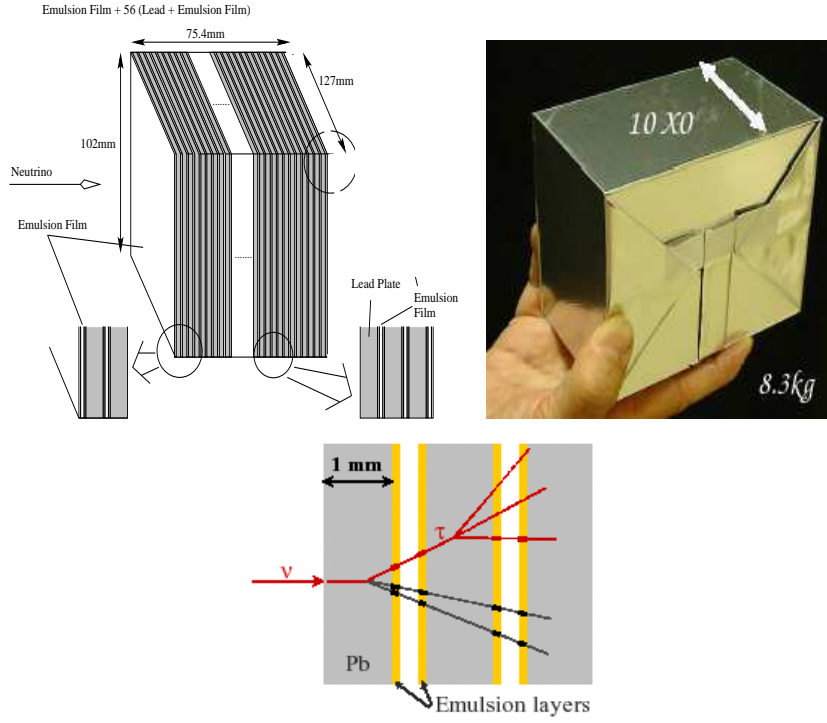 Emulsion Film + 56 (Lead + Emulsion Film)
75.4mm
127mm
102mm
Neutrino
Emulsion Film
Lead Plate
Emulsion
Film
10 X0
8.3kg
1 mm
τ
ν
Pb
Emulsion layers